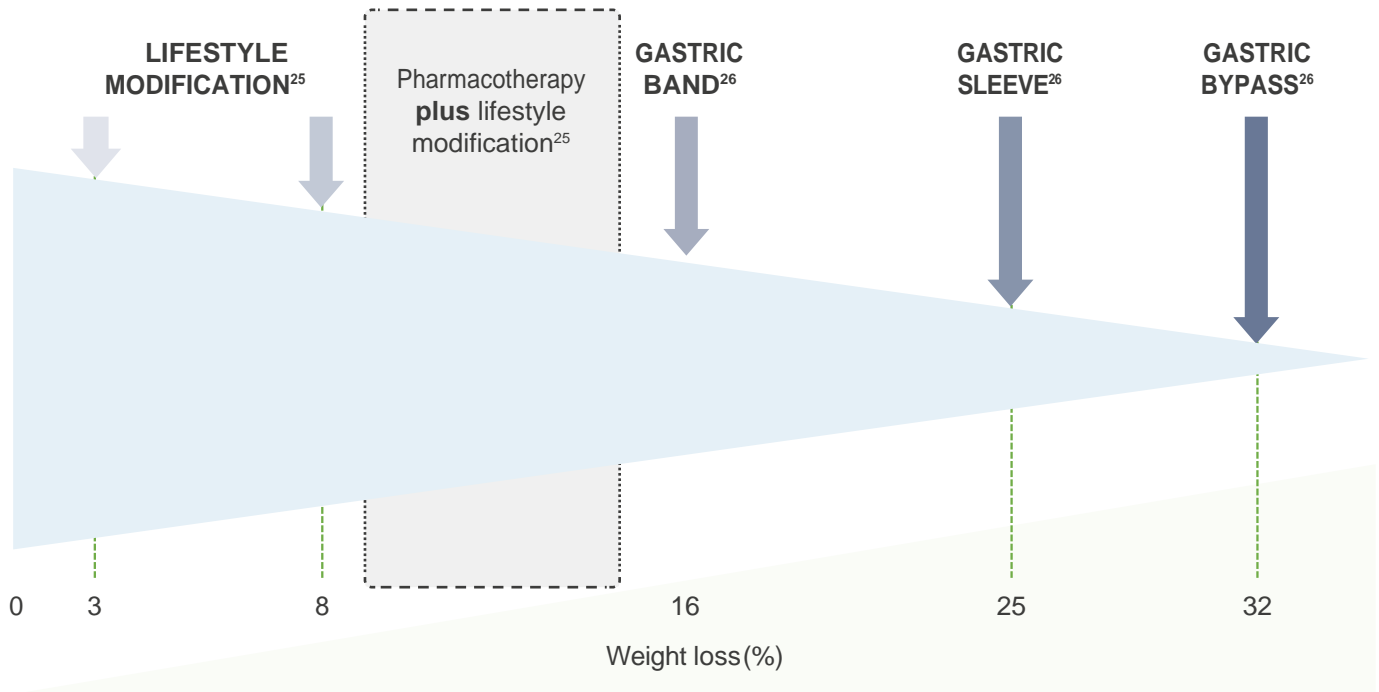 LIFESTYLE
MODIFICATION25
Pharmacotherapy
plus lifestyle
modification25
GASTRIC
BAND26
GASTRIC
SLEEVE26
GASTRIC
BYPASS26
0 3 8 16 25 32
Weight loss (%)